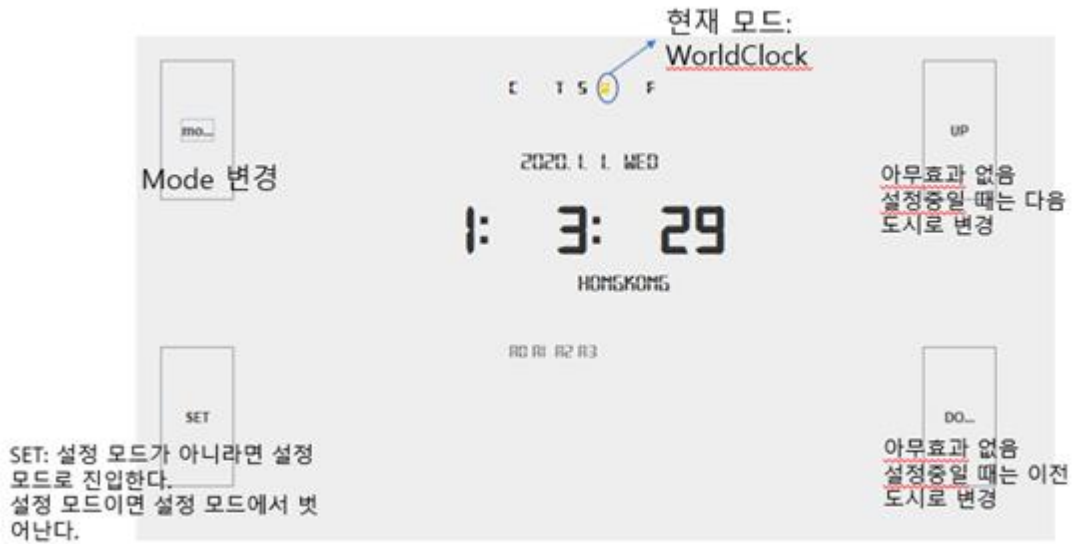 현재 모드:
WorldClock
C T S F
mo...
UP
2020. 1. 1. WED
Mode 변경
아무효과 없음
설정중일 때는 다음
도시로 변경
1: 3: 29
HONGKONG
A0 A1 A2 A3
SET
DO...
SET: 설정 모드가 아니라면 설정
모드로 진입한다.
설정 모드이면 설정 모드에서 벗
어난다.
아무효과 없음
설정중일 때는 이전
도시로 변경